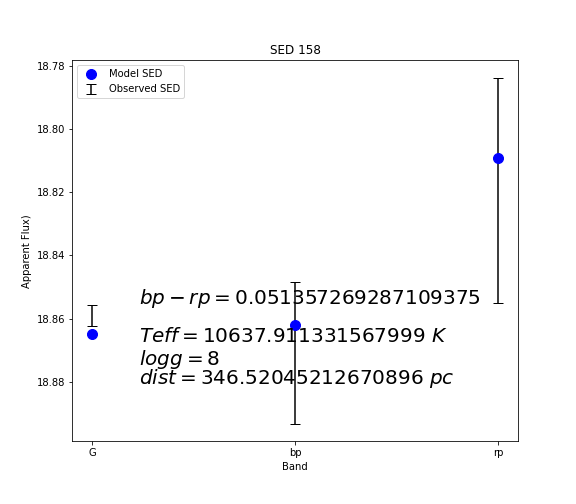 SED 158
Model SED
Observed SED
18.78
18.80
18.82
18.84
18.86
18.88
Apparent Flux)
bp − rp = 0.051357269287109375
Teff = 10637.911331567999 K
logg = 8
dist = 346.52045212670896 pc
G
bp
rp
Band